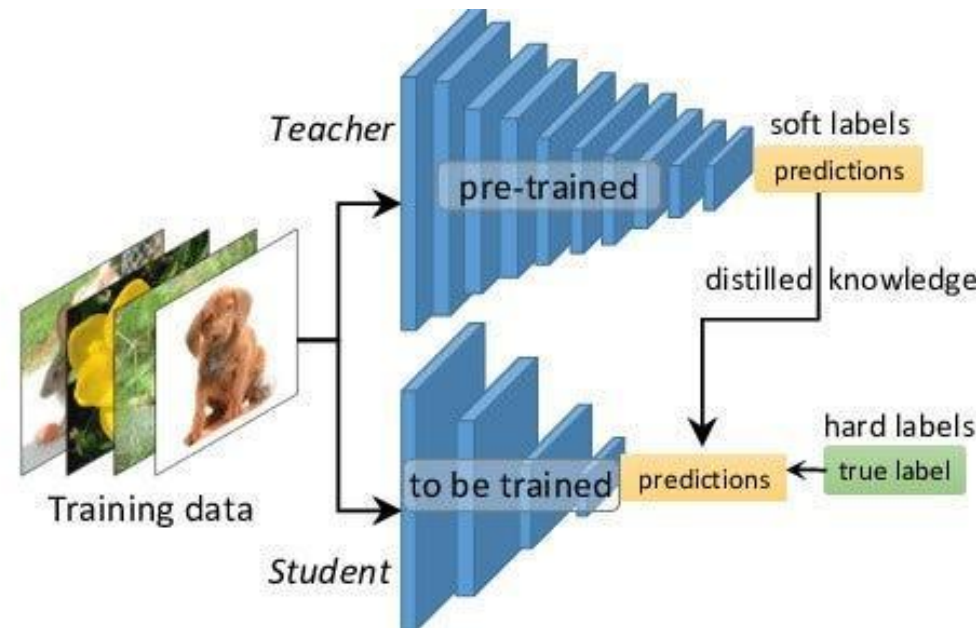 Teacher
pre-trained
soft labels
predictions
distilled knowledge
Training data
to be trained
predictions
hard labels
true label
Student